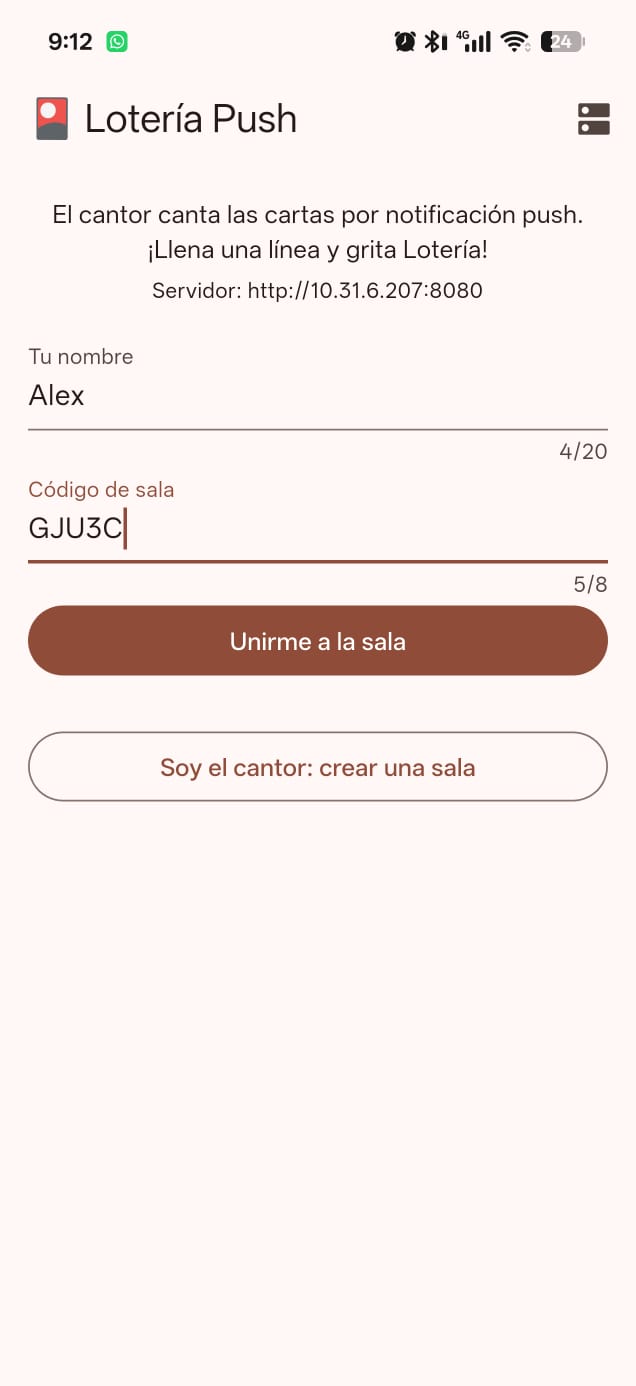 9:12
4G
24
Lotería Push
El cantor canta las cartas por notificación push.
¡Llena una línea y grita Lotería!
Servidor: http://10.31.6.207:8080
Tu nombre
Alex
4/20
Código de sala
GJU3C
5/8
Unirme a la sala
Soy el cantor: crear una sala